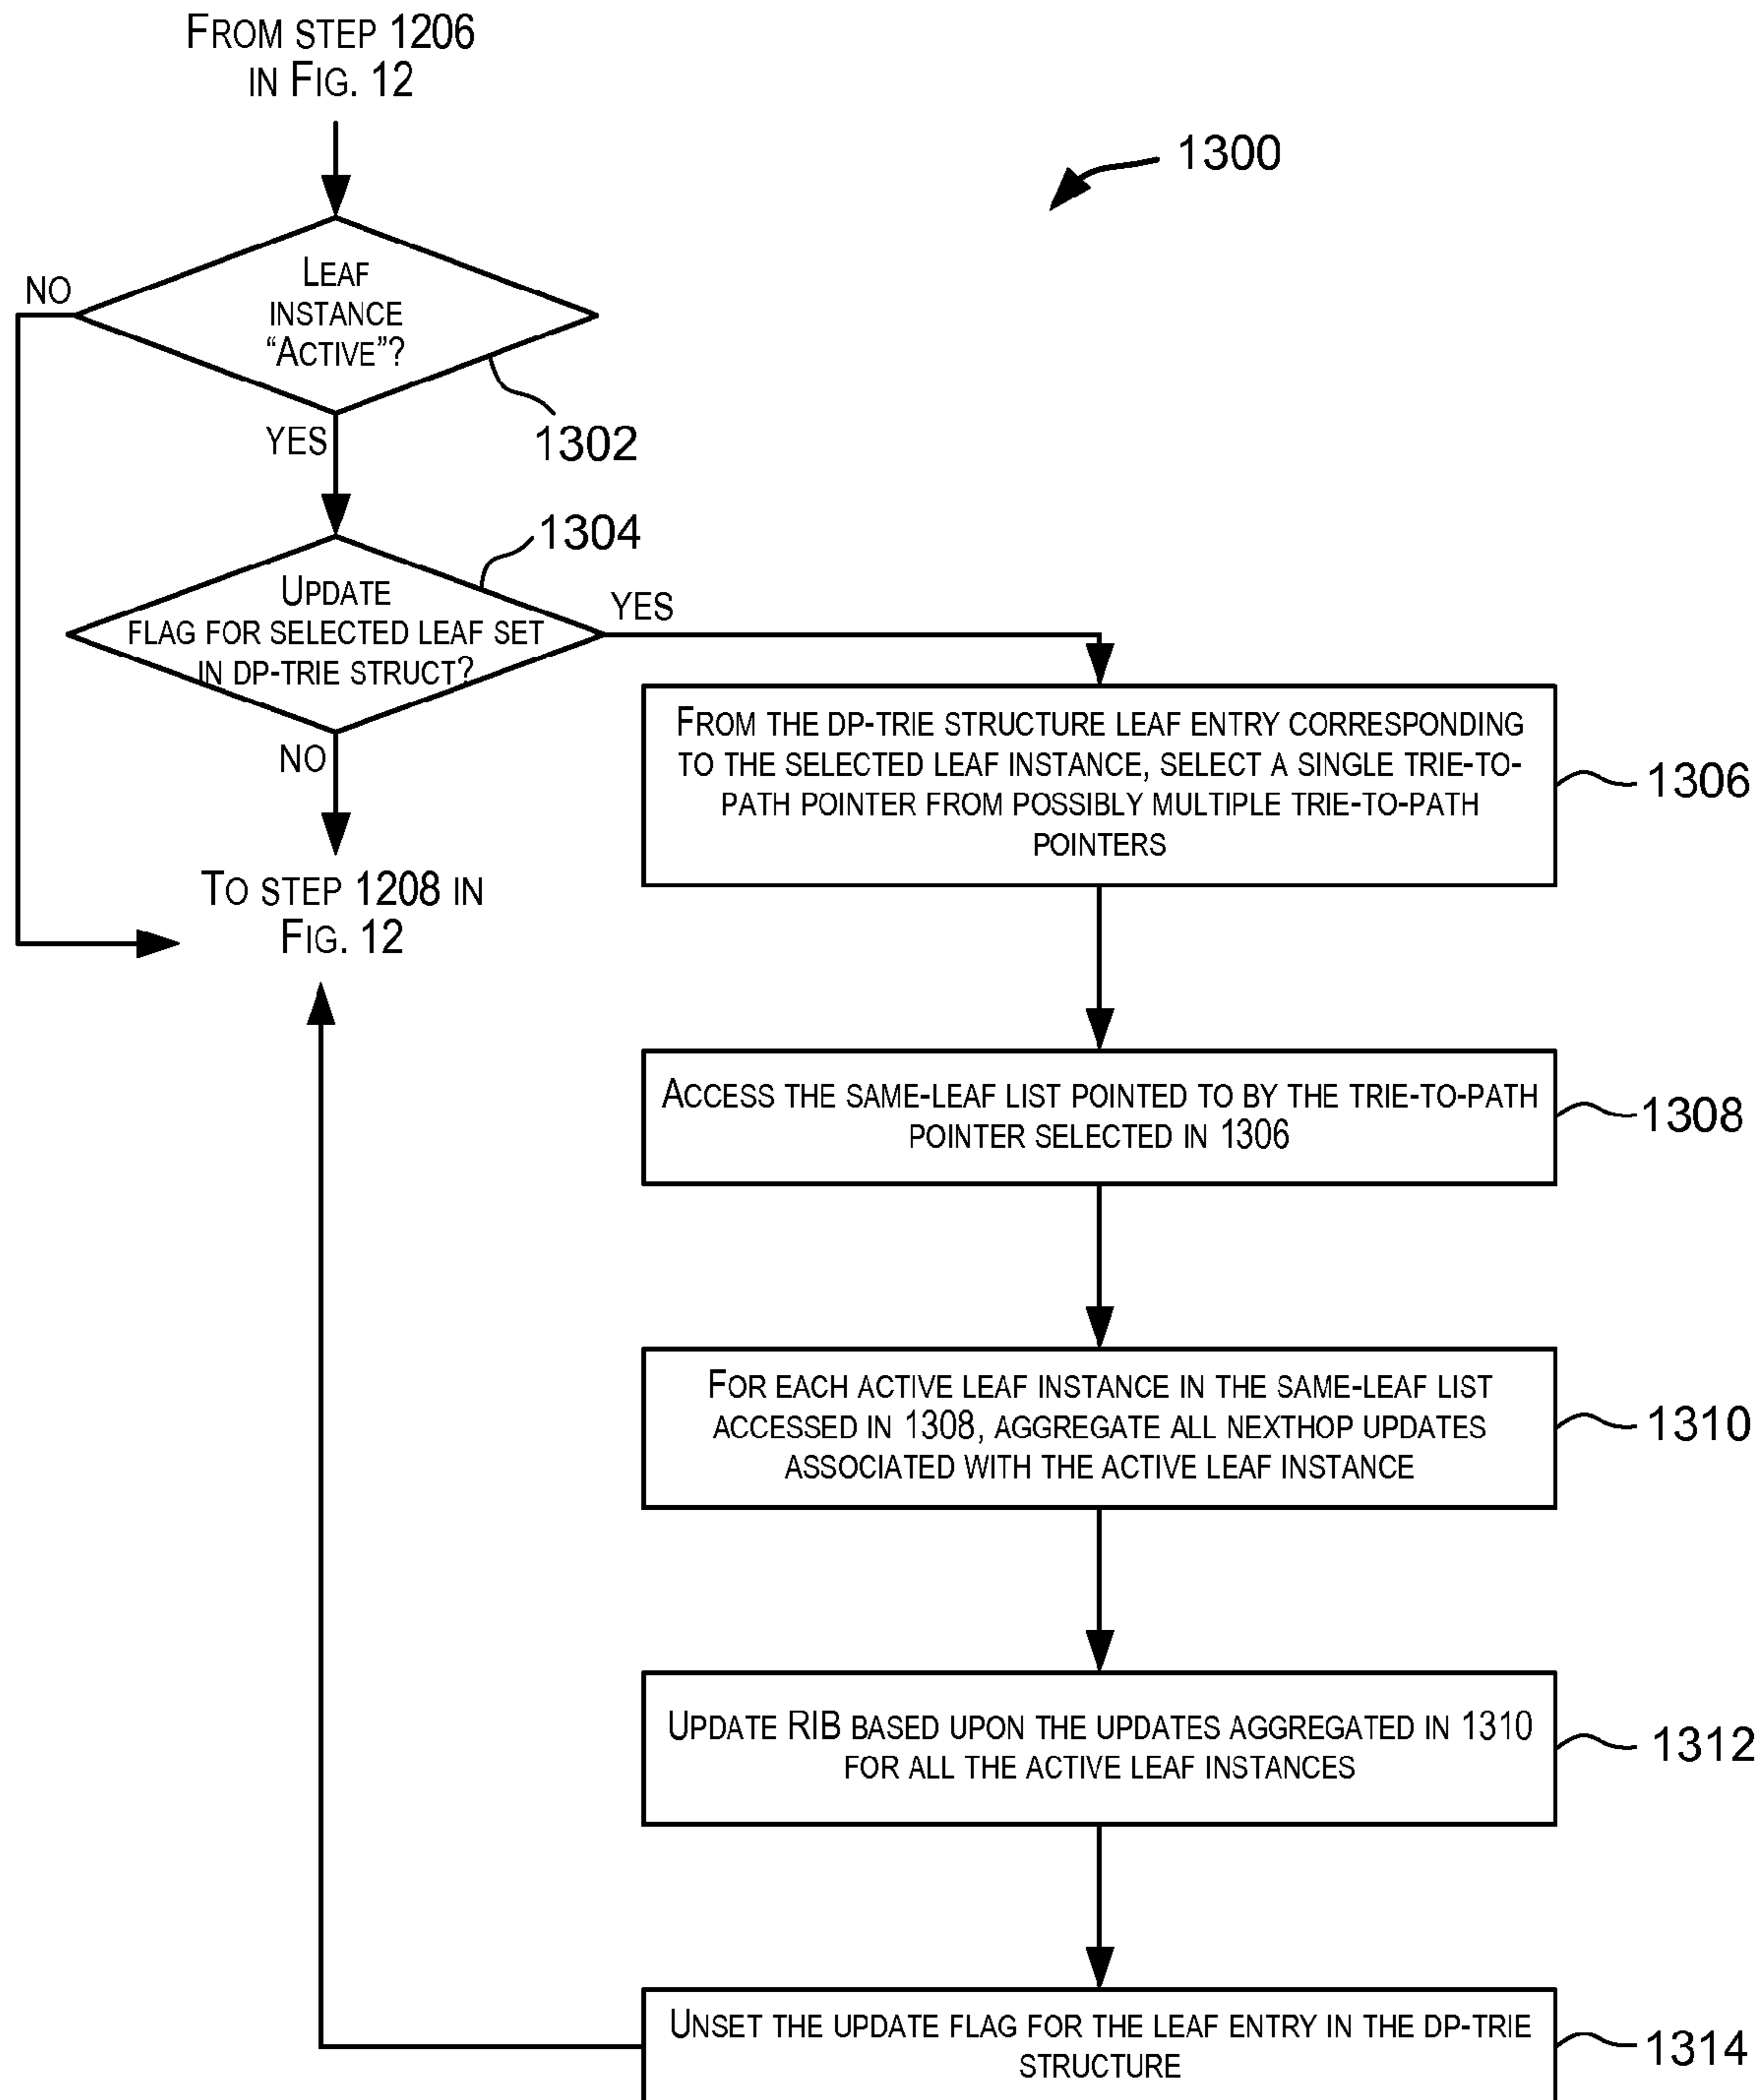 FROM STEP 1206
IN FIG. 12
1300
NO
LEAF
INSTANCE
“ACTIVE”?
YES
1302
1304
UPDATE
FLAG FOR SELECTED LEAF SET
IN DP-TRIE STRUCT?
YES
NO
TO STEP 1208 IN
FIG. 12
FROM THE DP-TRIE STRUCTURE LEAF ENTRY CORRESPONDING
TO THE SELECTED LEAF INSTANCE, SELECT A SINGLE TRIE-TO-
PATH POINTER FROM POSSIBLY MULTIPLE TRIE-TO-PATH
POINTERS
1306
ACCESS THE SAME-LEAF LIST POINTED TO BY THE TRIE-TO-PATH
POINTER SELECTED IN 1306
1308
FOR EACH ACTIVE LEAF INSTANCE IN THE SAME-LEAF LIST
ACCESSED IN 1308, AGGREGATE ALL NEXTHOP UPDATES
ASSOCIATED WITH THE ACTIVE LEAF INSTANCE
1310
UPDATE RIB BASED UPON THE UPDATES AGGREGATED IN 1310
FOR ALL THE ACTIVE LEAF INSTANCES
1312
UNSET THE UPDATE FLAG FOR THE LEAF ENTRY IN THE DP-TRIE
STRUCTURE
1314